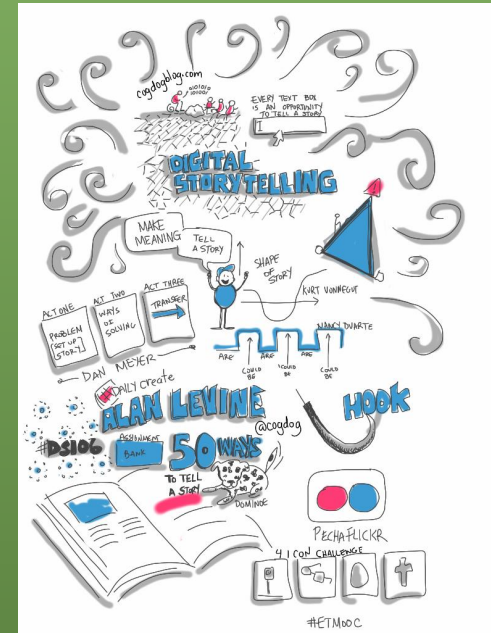 cogdogblog.com
010101
10100!
EVERY TEXT BOX
IS AN OPPORTUNITY
TO TELL A STORY
DIGITAL
STORYTELLING
MAKE
MEANING
TELL
A STORY
SHAPE
OF
STORY
KURT VONNEGUT
ACT ONE
PROBLEM
[SET UP
STORY]
ACT TWO
WAYS
OF
SOLVING
ACT THREE
TRANSFER
DAN MEYER
NANCY DUARTE
ARE
ARE
ARE
COULD
BE
COULD
BE
COULD
BE
DAILY Create
ALAN LEVINE
@cogdog
HOOK
#DS106
ASSIGNMENT
BANK
50 WAYS
TO TELL
A STORY
DOMINOE
PECHAFLICKR
4 ICON CHALLENGE
#ETMOOC